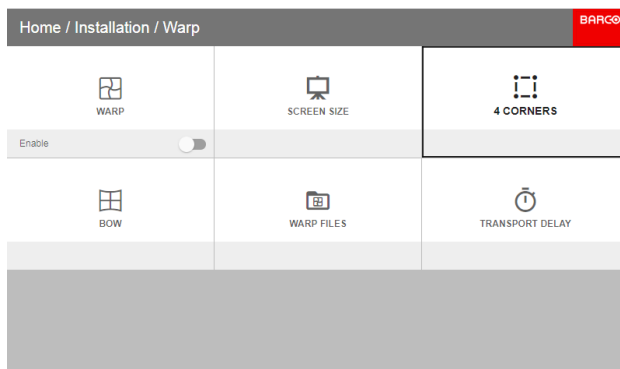 Home / Installation / Warp
BARCO
WARP
SCREEN SIZE
4 CORNERS
Enable
BOW
WARP FILES
TRANSPORT DELAY